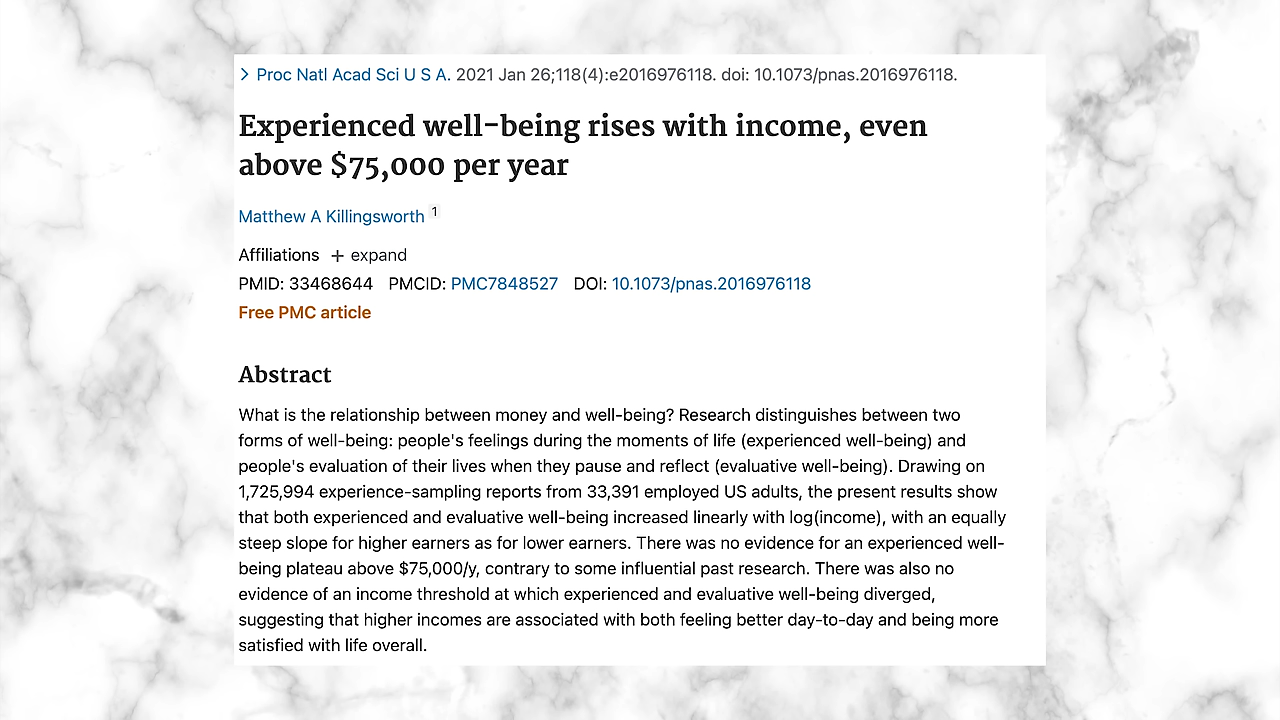 > Proc Natl Acad Sci U S A. 2021 Jan 26;118(4):e2016976118. doi: 10.1073/pnas.2016976118.
Experienced well-being rises with income, even
above $75,000 per year
Matthew A Killingsworth 1
Affiliations + expand
PMID: 33468644 PMCID: PMC7848527 DOI: 10.1073/pnas.2016976118
Free PMC article
Abstract
What is the relationship between money and well-being? Research distinguishes between two
forms of well-being: people's feelings during the moments of life (experienced well-being) and
people's evaluation of their lives when they pause and reflect (evaluative well-being). Drawing on
1,725,994 experience-sampling reports from 33,391 employed US adults, the present results show
that both experienced and evaluative well-being increased linearly with log(income), with an equally
steep slope for higher earners as for lower earners. There was no evidence for an experienced well-
being plateau above $75,000/y, contrary to some influential past research. There was also no
evidence of an income threshold at which experienced and evaluative well-being diverged,
suggesting that higher incomes are associated with both feeling better day-to-day and being more
satisfied with life overall.